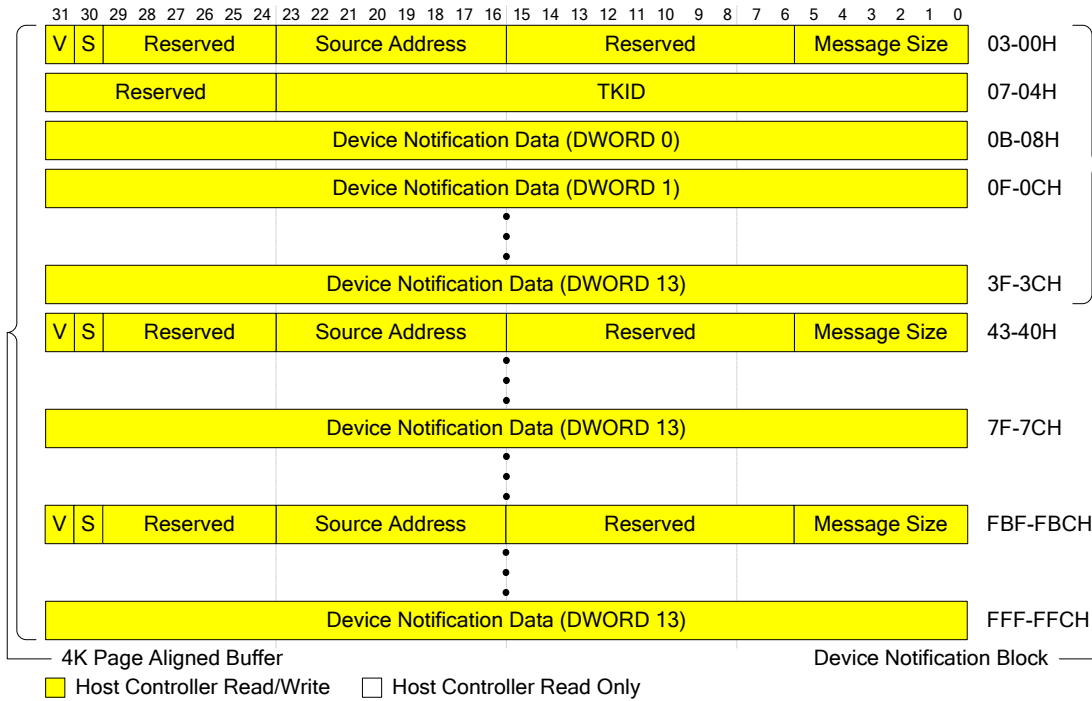 31 30 29 28 27 26 25 24 23 22 21 20 19 18 17 16 15 14 13 12 11 10 9 8 7 6 5 4 3 2 1 0
V S Reserved Source Address Reserved Message Size 03-00H
Reserved TKID 07-04H
Device Notification Data (DWORD 0) 0B-08H
Device Notification Data (DWORD 1) 0F-0CH
Device Notification Data (DWORD 13) 3F-3CH
V S Reserved Source Address Reserved Message Size 43-40H
Device Notification Data (DWORD 13) 7F-7CH
V S Reserved Source Address Reserved Message Size FBF-FBCH
Device Notification Data (DWORD 13) FFF-FFCH
4K Page Aligned Buffer Device Notification Block
Host Controller Read/Write Host Controller Read Only